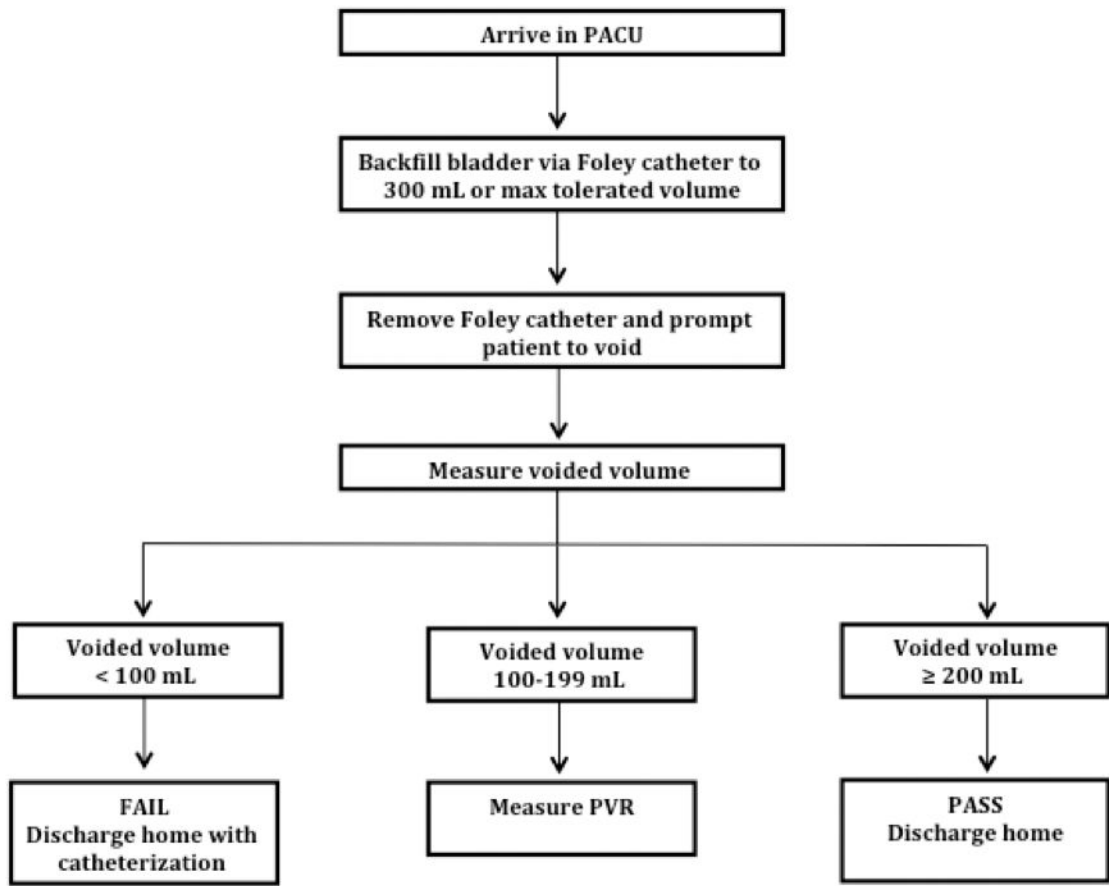 Arrive in PACU
Backfill bladder via Foley catheter to
300 mL or max tolerated volume
Remove Foley catheter and prompt
patient to void
Measure voided volume
Voided volume
< 100 mL
Voided volume
100-199 mL
Voided volume
≥ 200 mL
FAIL
Discharge home with
catheterization
Measure PVR
PASS
Discharge home